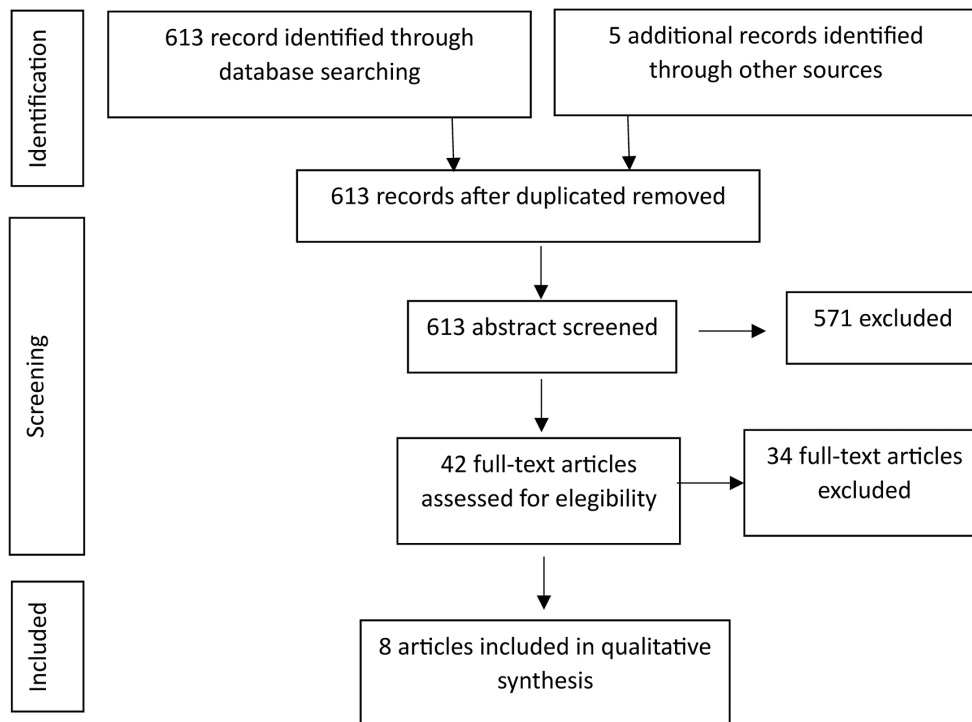 Identification
613 record identified through
database searching
5 additional records identified
through other sources
613 records after duplicated removed
Screening
613 abstract screened
571 excluded
42 full-text articles
assessed for elegibility
34 full-text articles
excluded
Included
8 articles included in qualitative
synthesis